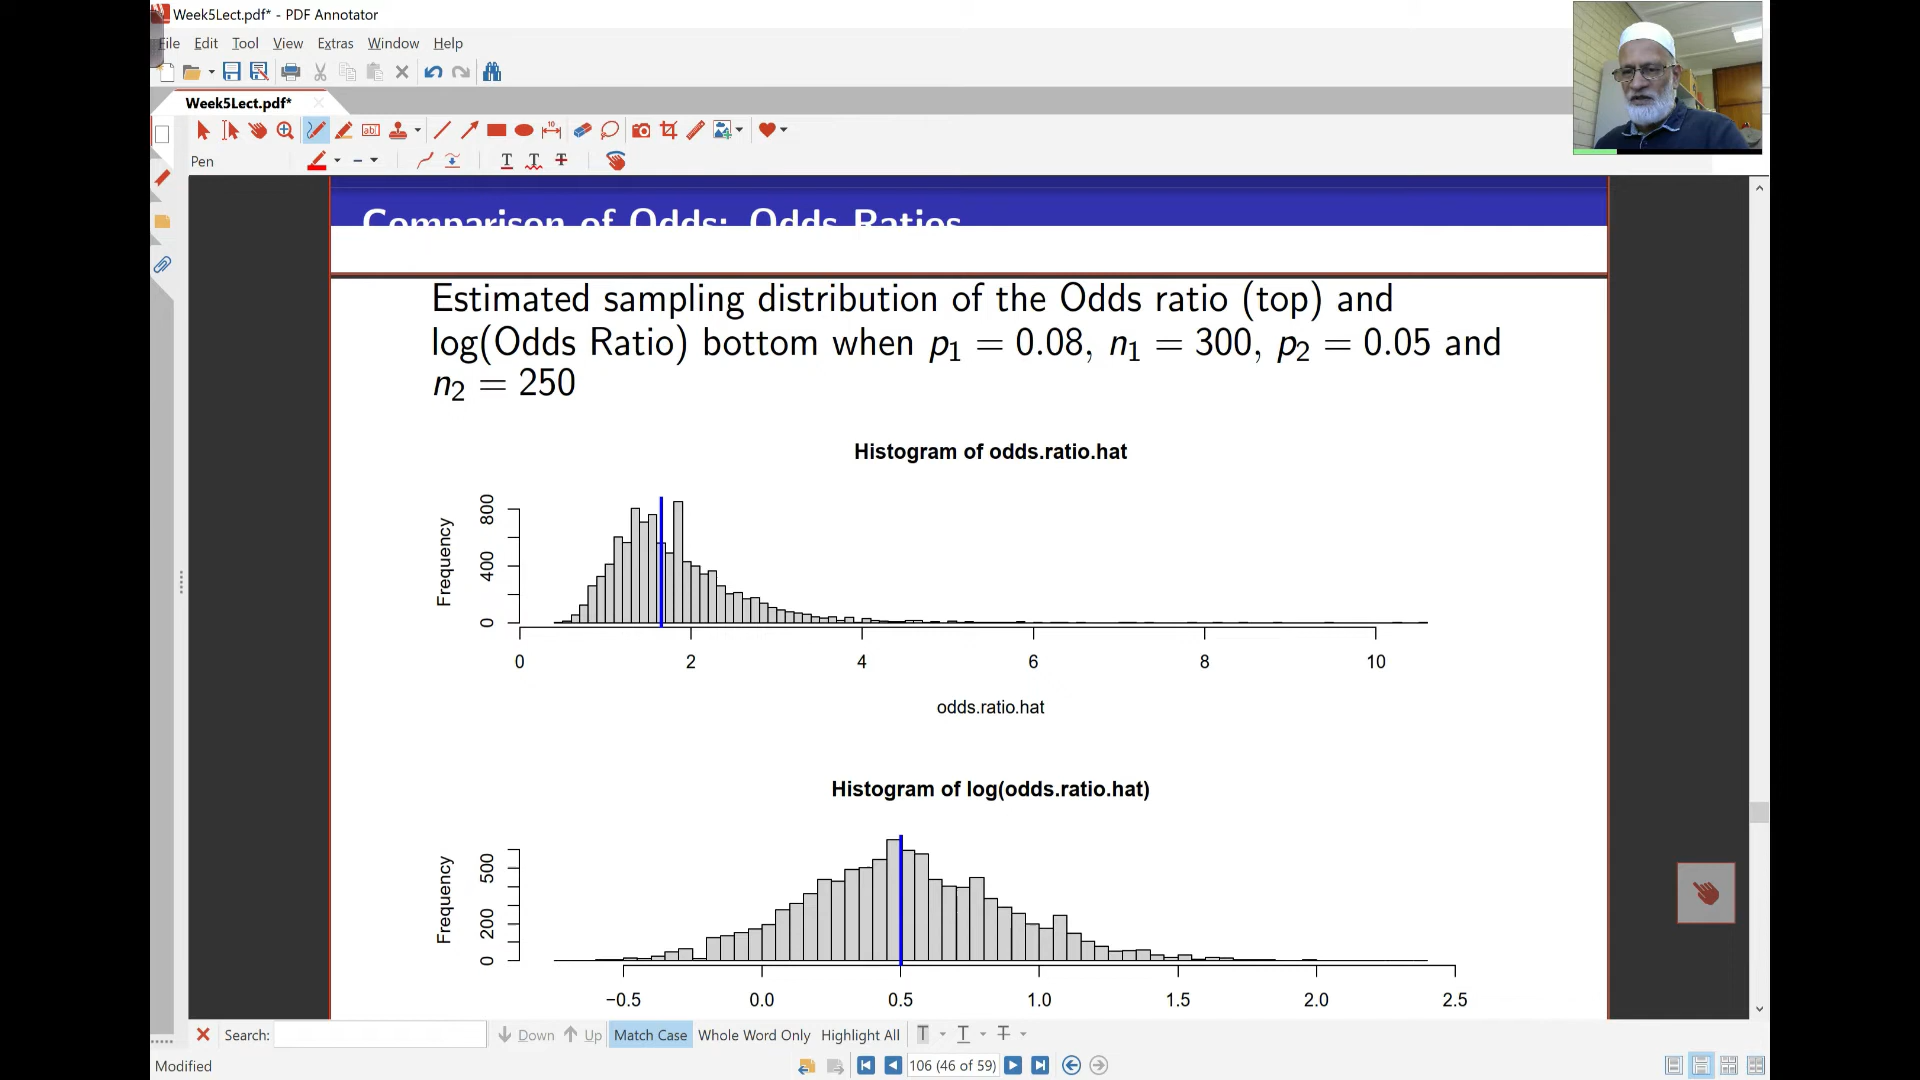 Week5Lect.pdf* - PDF Annotator
File Edit Tool View Extras Window Help
Week5Lect.pdf*
Pen
Comparison of Odds: Odds Ratios
Estimated sampling distribution of the Odds ratio (top) and
log(Odds Ratio) bottom when p1 = 0.08, n1 = 300, p2 = 0.05 and
n2 = 250
Histogram of odds.ratio.hat
Frequency
0 400 800
0 2 4 6 8 10
odds.ratio.hat
Histogram of log(odds.ratio.hat)
Frequency
0 200 500
−0.5 0.0 0.5 1.0 1.5 2.0 2.5
Search: Down Up Match Case Whole Word Only Highlight All
Modified 106 (46 of 59)